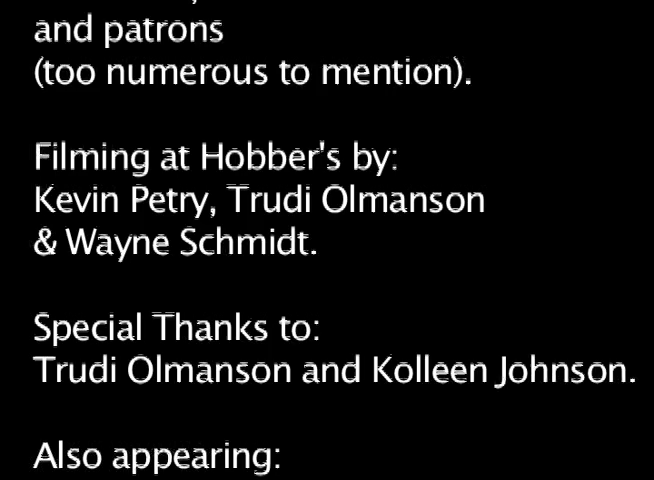 and patrons
(too numerous to mention).
Filming at Hobber's by:
Kevin Petry, Trudi Olmanson
& Wayne Schmidt.
Special Thanks to:
Trudi Olmanson and Kolleen Johnson.
Also appearing: